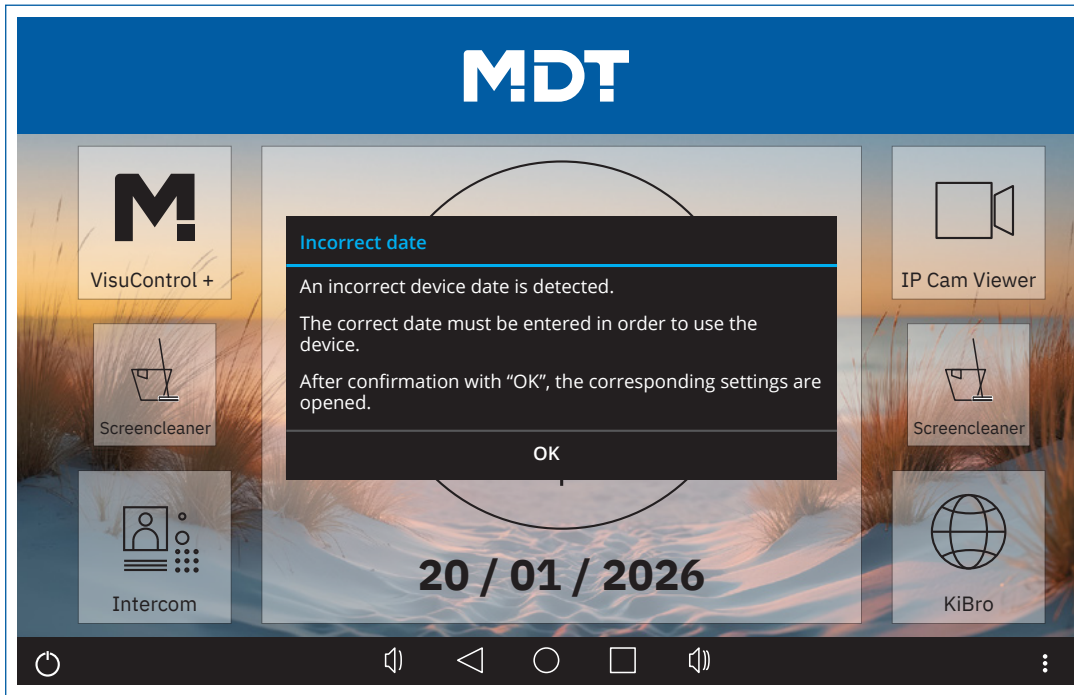 MDT
VisuControl +
IP Cam Viewer
Incorrect date
An incorrect device date is detected.
The correct date must be entered in order to use the
device.
After confirmation with “OK”, the corresponding settings are
opened.
OK
Screencleaner
Screencleaner
Intercom
20 / 01 / 2026
KiBro